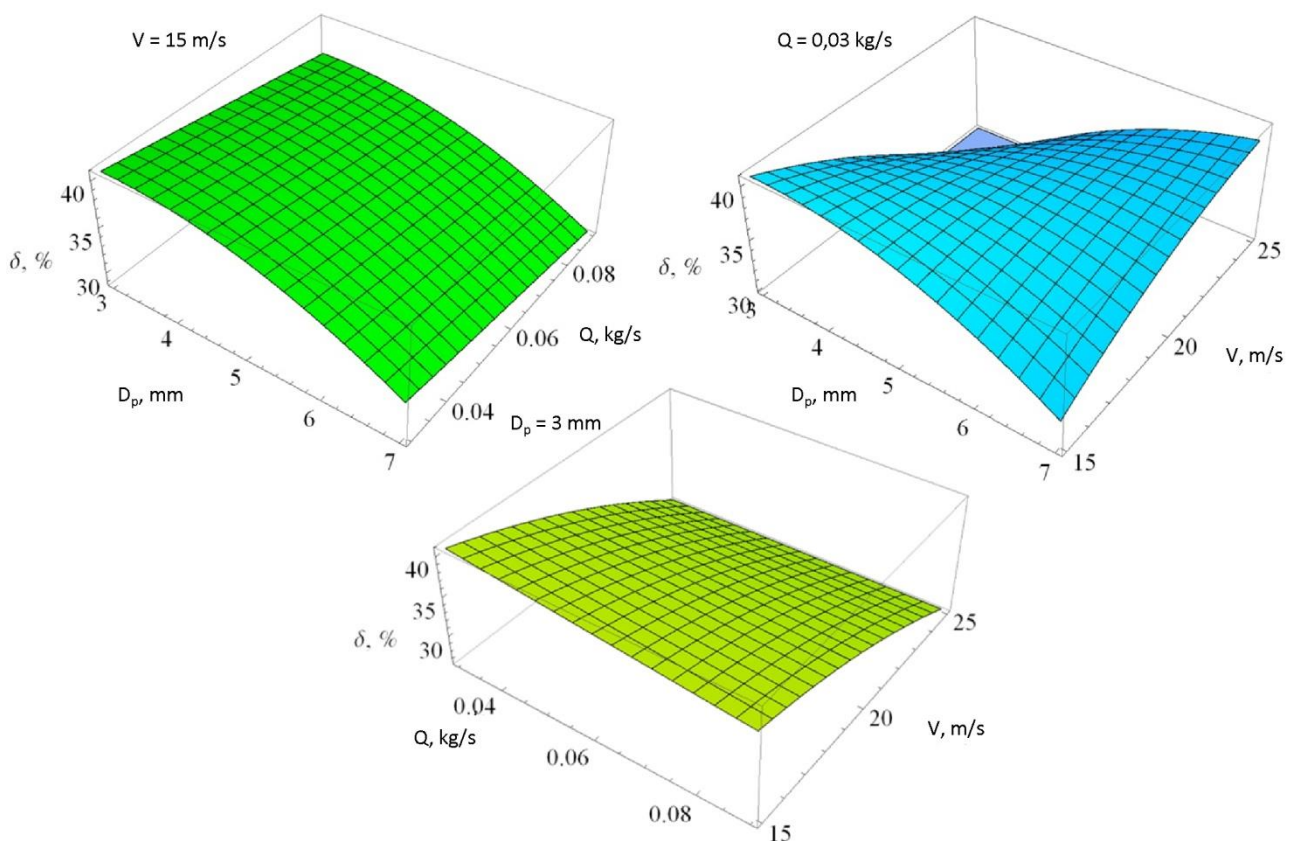 V = 15 m/s
40
35
δ, %
30
3
4
5
6
7
D_p, mm
0.04
0.06
0.08
Q, kg/s
Q = 0,03 kg/s
40
35
δ, %
30
3
4
5
6
7
D_p, mm
15
20
25
V, m/s
D_p = 3 mm
40
35
δ, %
30
0.04
0.06
0.08
Q, kg/s
15
20
25
V, m/s